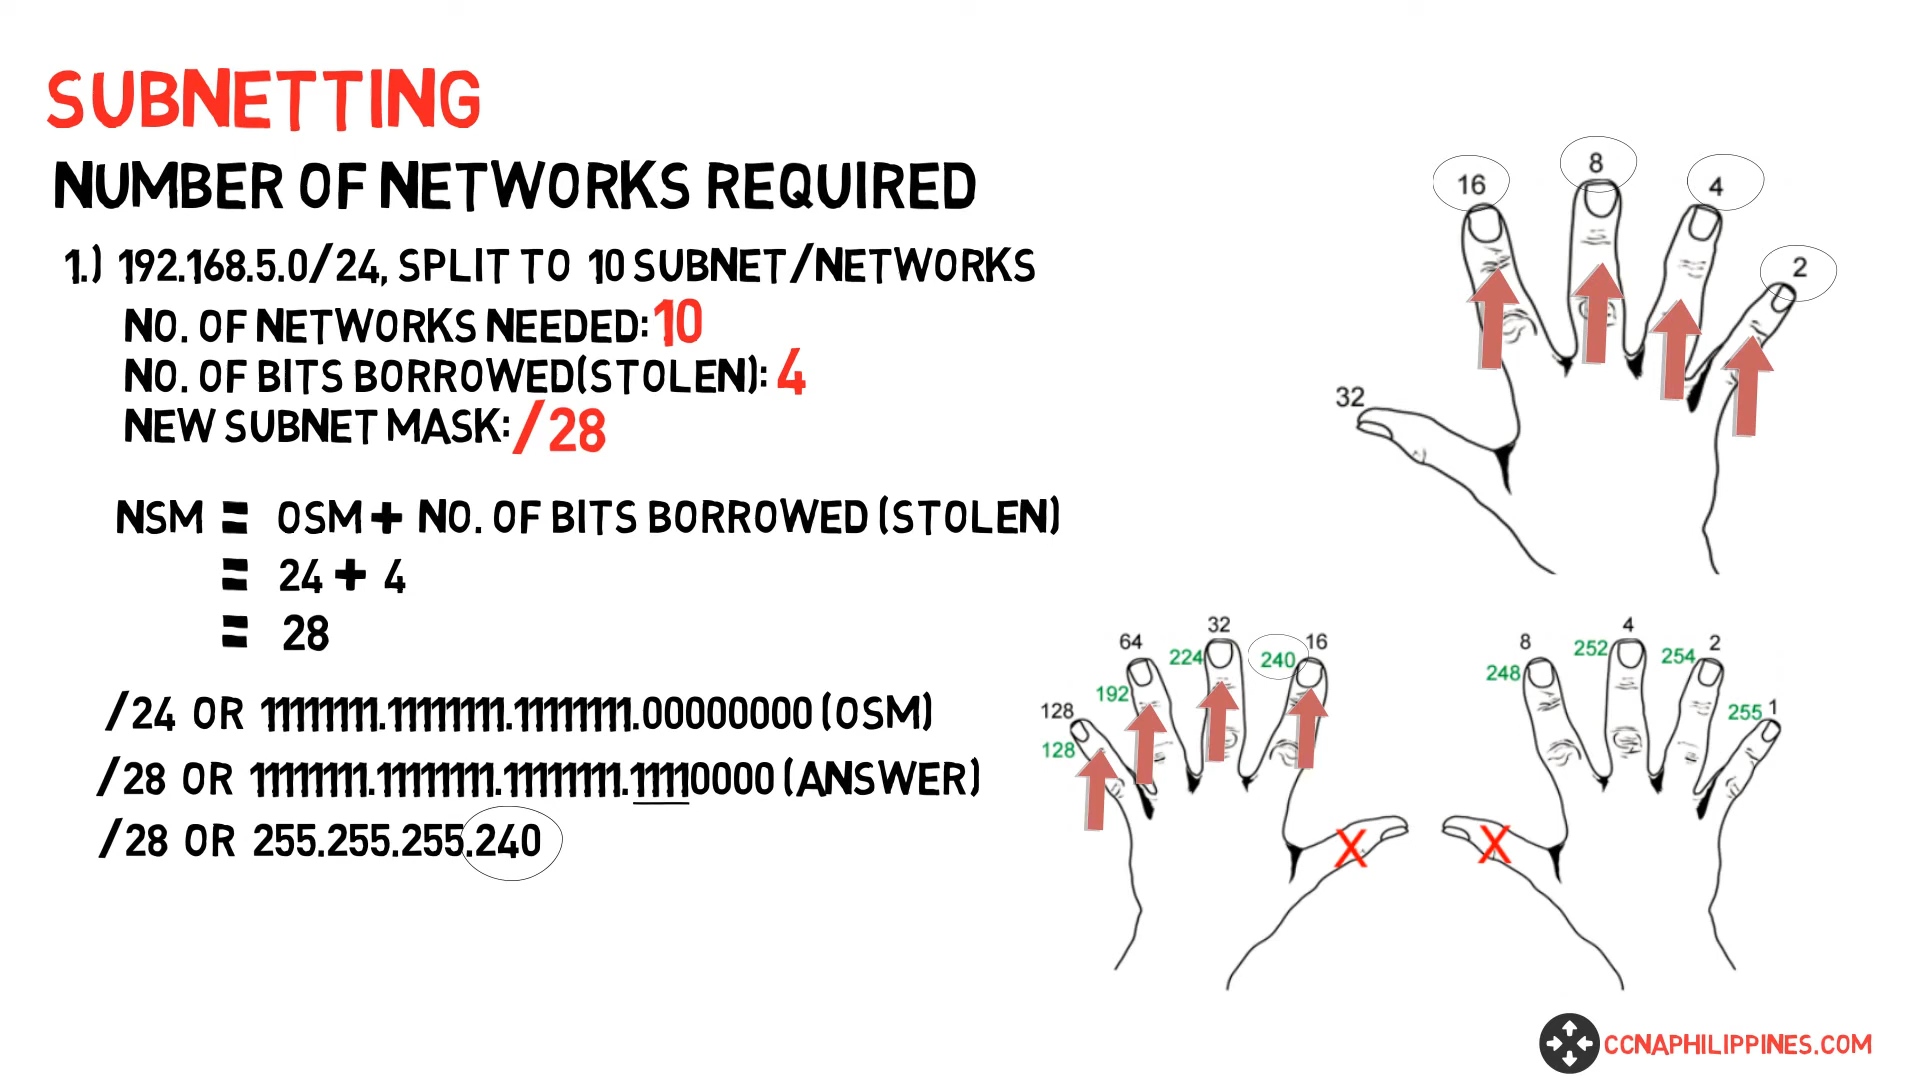 SUBNETTING
NUMBER OF NETWORKS REQUIRED
1.) 192.168.5.0/24, SPLIT TO 10 SUBNET/NETWORKS
NO. OF NETWORKS NEEDED: 10
NO. OF BITS BORROWED(STOLEN): 4
NEW SUBNET MASK: /28
NSM = OSM + NO. OF BITS BORROWED (STOLEN)
= 24 + 4
= 28
/24 OR 11111111.11111111.11111111.00000000 (OSM)
/28 OR 11111111.11111111.11111111.11110000 (ANSWER)
/28 OR 255.255.255.240
16 8 4 2
32
64 32 16
192 224 240
128
128
8 4 2
248 252 254
255 1
X X
CCNAPHILIPPINES.COM